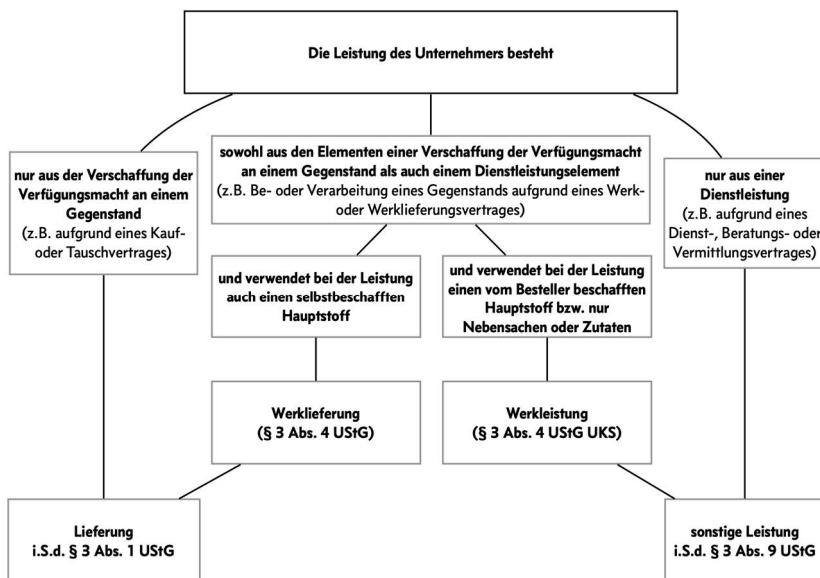 Die Leistung des Unternehmers besteht
nur aus der Verschaffung der
Verfügungsmacht an einem
Gegenstand
(z.B. aufgrund eines Kauf-
oder Tauschvertrages)
sowohl aus den Elementen einer Verschaffung der Verfügungsmacht
an einem Gegenstand als auch einem Dienstleistungselement
(z.B. Be- oder Verarbeitung eines Gegenstands aufgrund eines Werk-
oder Werklieferungsvertrages)
nur aus einer
Dienstleistung
(z.B. aufgrund eines
Dienst-, Beratungs- oder
Vermittlungsvertrages)
und verwendet bei der Leistung
auch einen selbstbeschafften
Hauptstoff
und verwendet bei der Leistung
einen vom Besteller beschafften
Hauptstoff bzw. nur
Nebensachen oder Zutaten
Werklieferung
(§ 3 Abs. 4 UStG)
Werkleistung
(§ 3 Abs. 4 UStG UKS)
Lieferung
i.S.d. § 3 Abs. 1 UStG
sonstige Leistung
i.S.d. § 3 Abs. 9 UStG